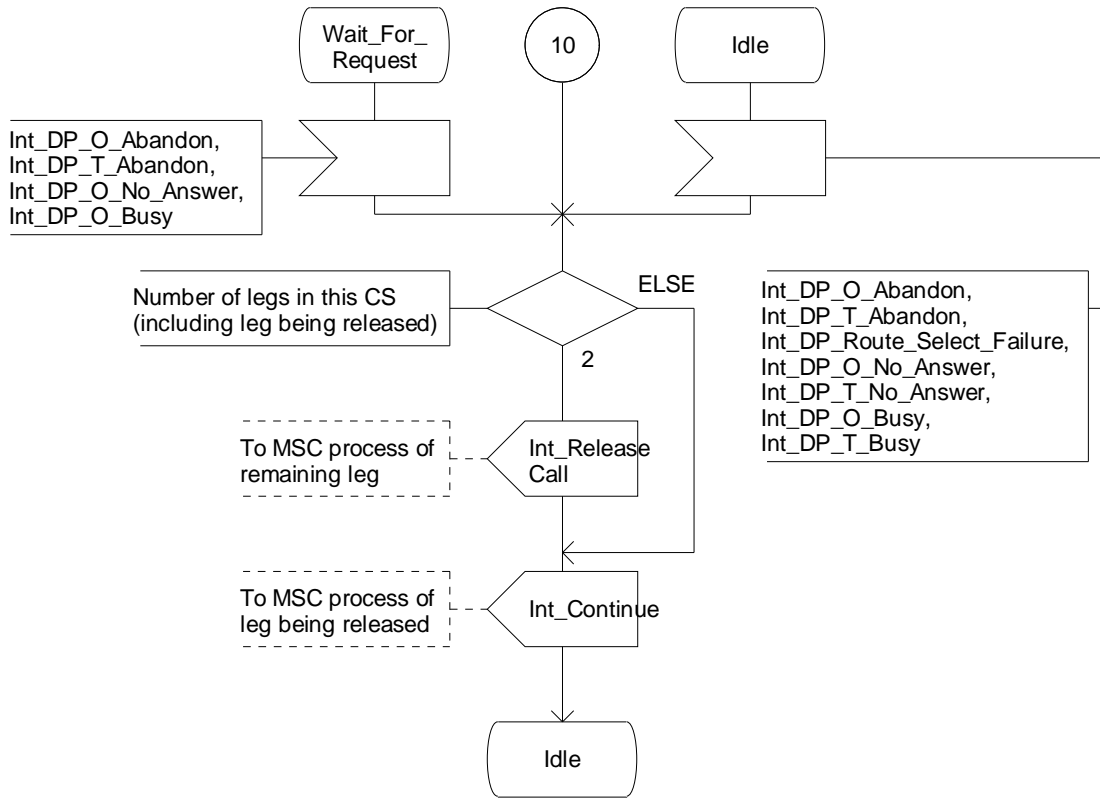 Wait_For_
Request
10
Idle
Int_DP_O_Abandon,
Int_DP_T_Abandon,
Int_DP_O_No_Answer,
Int_DP_O_Busy
Number of legs in this CS
(including leg being released)
ELSE
2
Int_DP_O_Abandon,
Int_DP_T_Abandon,
Int_DP_Route_Select_Failure,
Int_DP_O_No_Answer,
Int_DP_T_No_Answer,
Int_DP_O_Busy,
Int_DP_T_Busy
To MSC process of
remaining leg
Int_Release
Call
To MSC process of
leg being released
Int_Continue
Idle